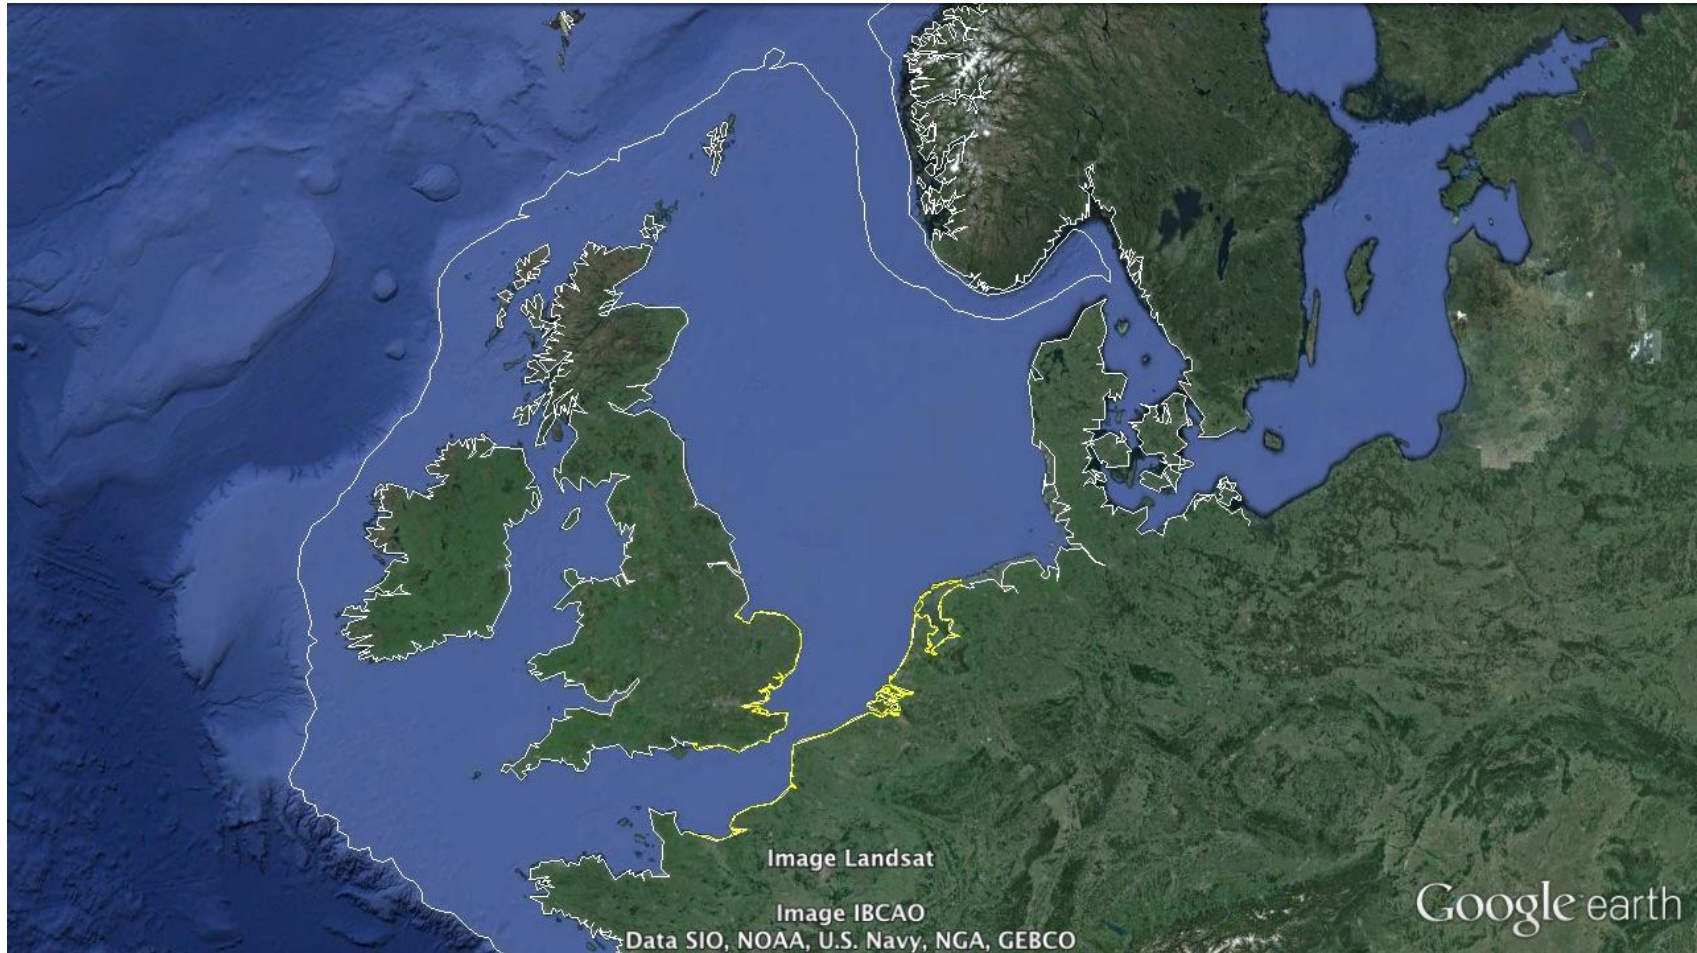 Image Landsat
Image IBCAO
Data SIO, NOAA, U.S. Navy, NGA, GEBCO
Google earth